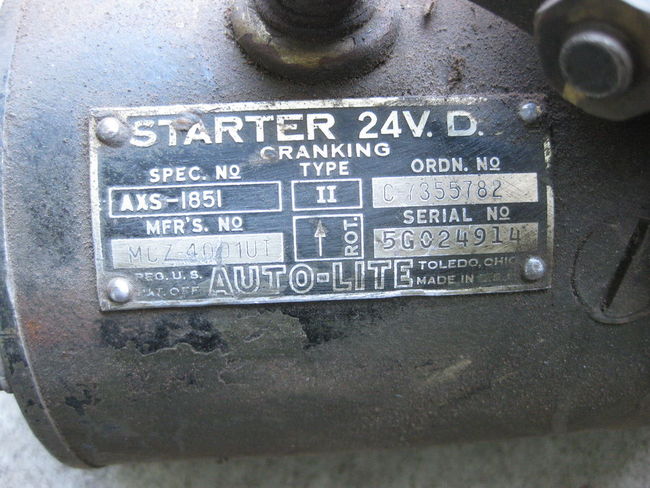 STARTER 24V. D.
CRANKING
SPEC. NO TYPE ORDN. NO
AXS-1851 II C-7355782
MFR'S. NO ROT. SERIAL NO
MCZ-4001UT 5G024914
REG. U.S. AUTO-LITE TOLEDO, OHIO
PAT. OFF. MADE IN U.S.A.